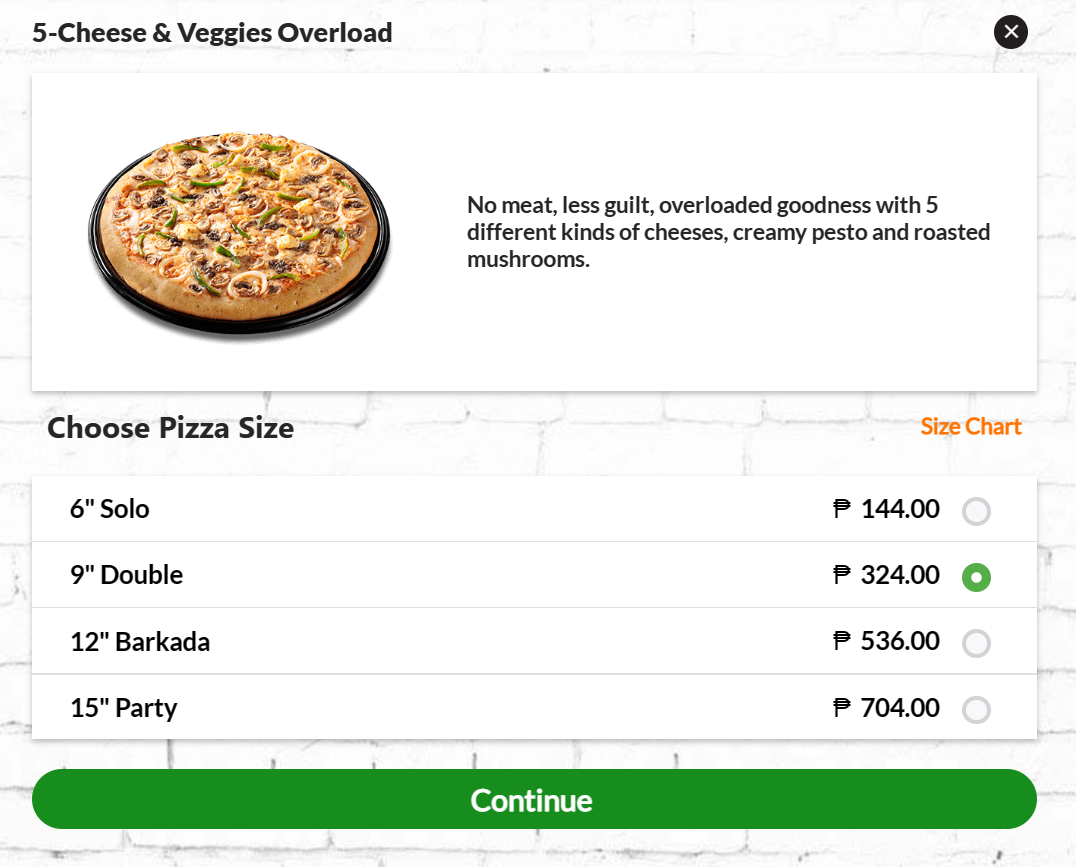 5-Cheese & Veggies Overload
No meat, less guilt, overloaded goodness with 5
different kinds of cheeses, creamy pesto and roasted
mushrooms.
Choose Pizza Size
Size Chart
6" Solo ₱ 144.00
9" Double ₱ 324.00
12" Barkada ₱ 536.00
15" Party ₱ 704.00
Continue